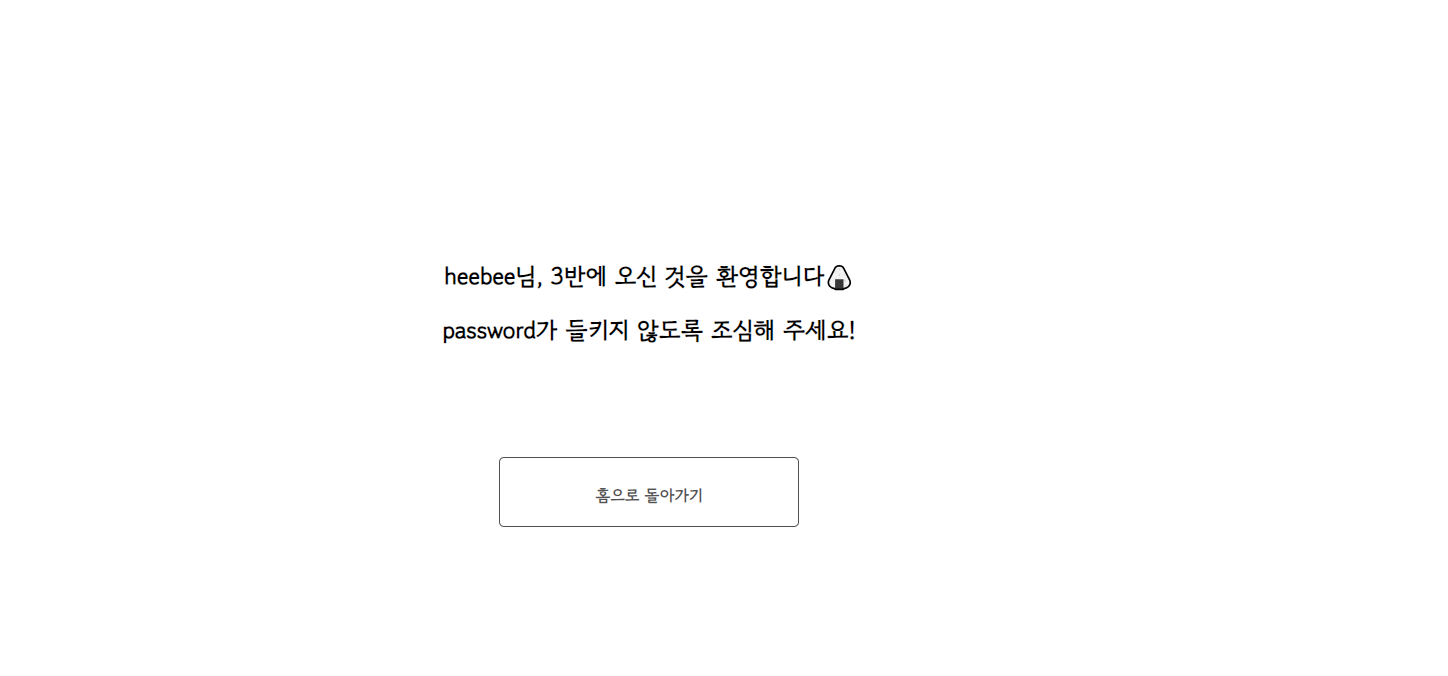 heebee님, 3반에 오신 것을 환영합니다🍙
password가 들키지 않도록 조심해 주세요!
홈으로 돌아가기